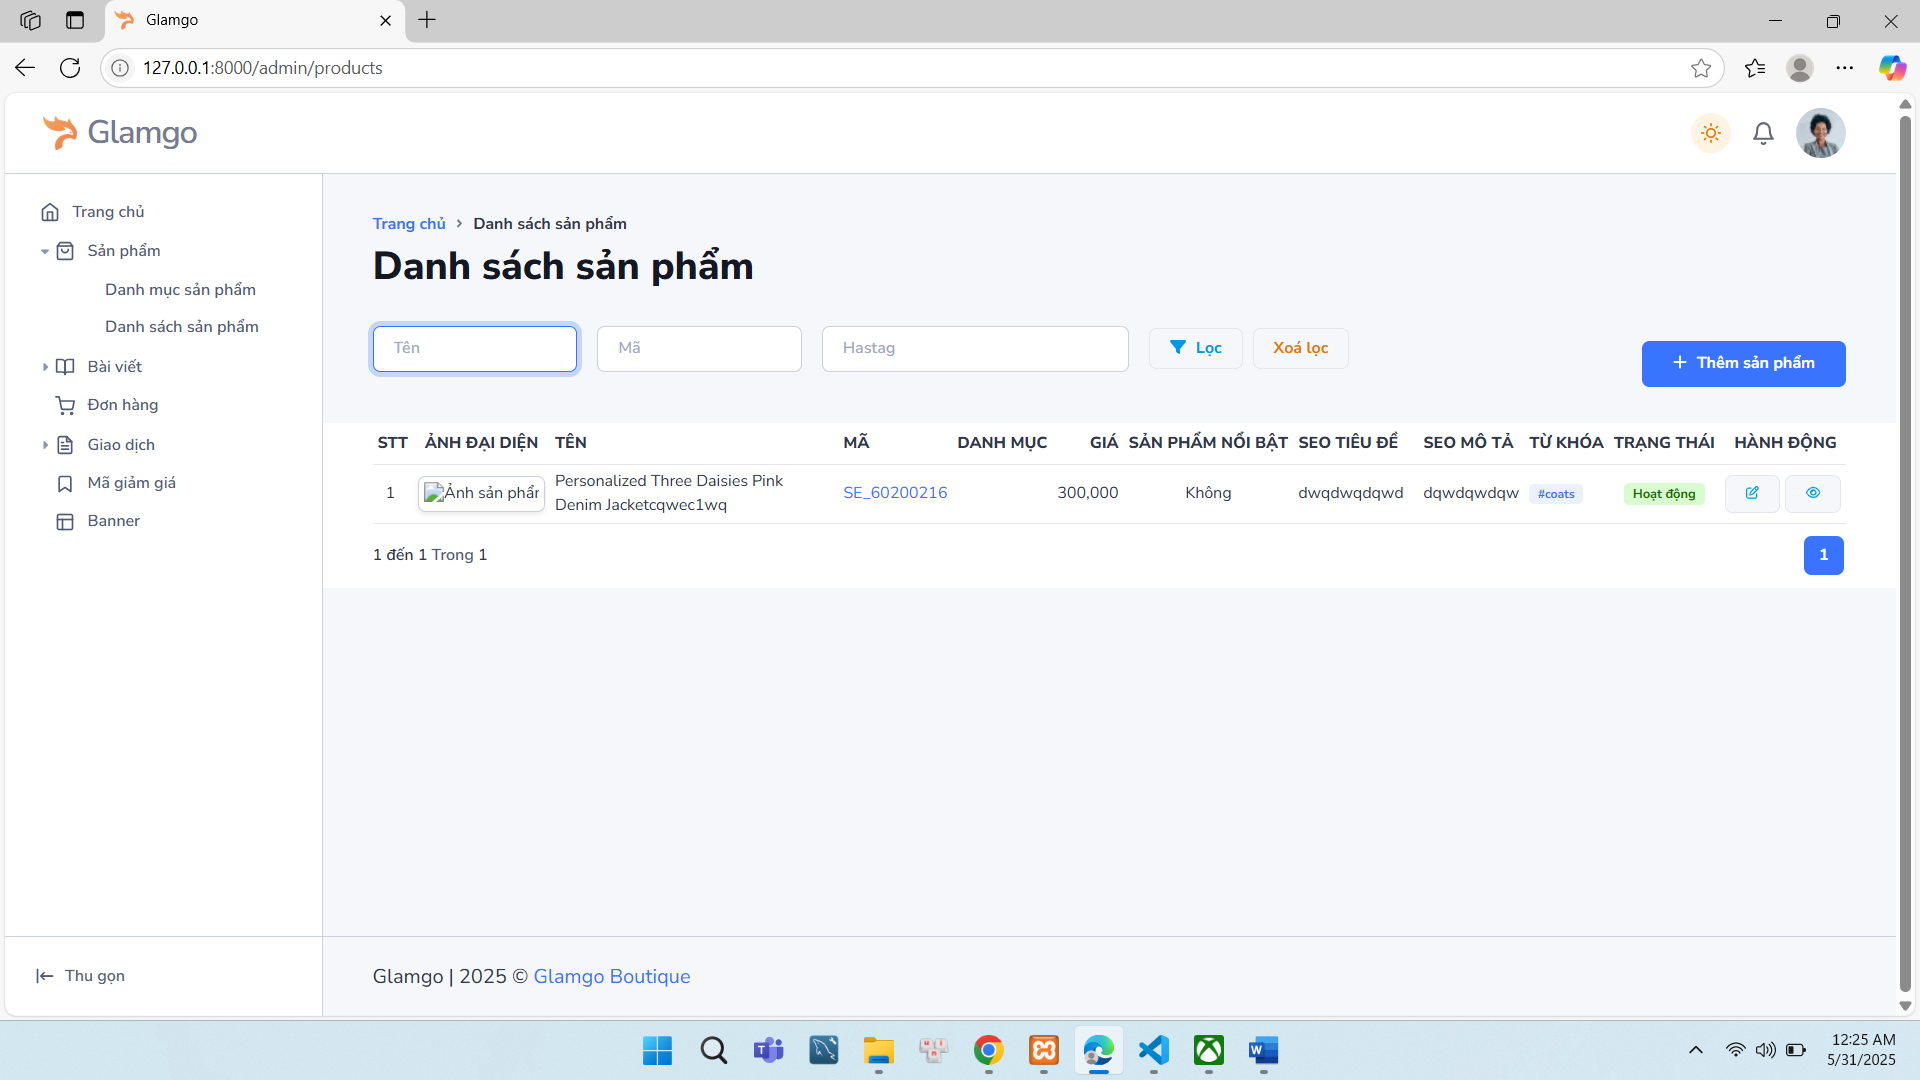 Glamgo
127.0.0.1:8000/admin/products
Glamgo
Trang chủ
Sản phẩm
Danh mục sản phẩm
Danh sách sản phẩm
Bài viết
Đơn hàng
Giao dịch
Mã giảm giá
Banner
Thu gọn
Trang chủ › Danh sách sản phẩm
Danh sách sản phẩm
Tên Mã Hastag Lọc Xoá lọc
+ Thêm sản phẩm
STT ẢNH ĐẠI DIỆN TÊN MÃ DANH MỤC GIÁ SẢN PHẨM NỔI BẬT SEO TIÊU ĐỀ SEO MÔ TẢ TỪ KHÓA TRẠNG THÁI HÀNH ĐỘNG
1 Ảnh sản phẩr Personalized Three Daisies Pink
Denim Jacketcqwec1wq SE_60200216 300,000 Không dwqdwqdqwd dqwdqwdqw #coats Hoạt động
1 đến 1 Trong 1
1
Glamgo | 2025 © Glamgo Boutique
12:25 AM
5/31/2025